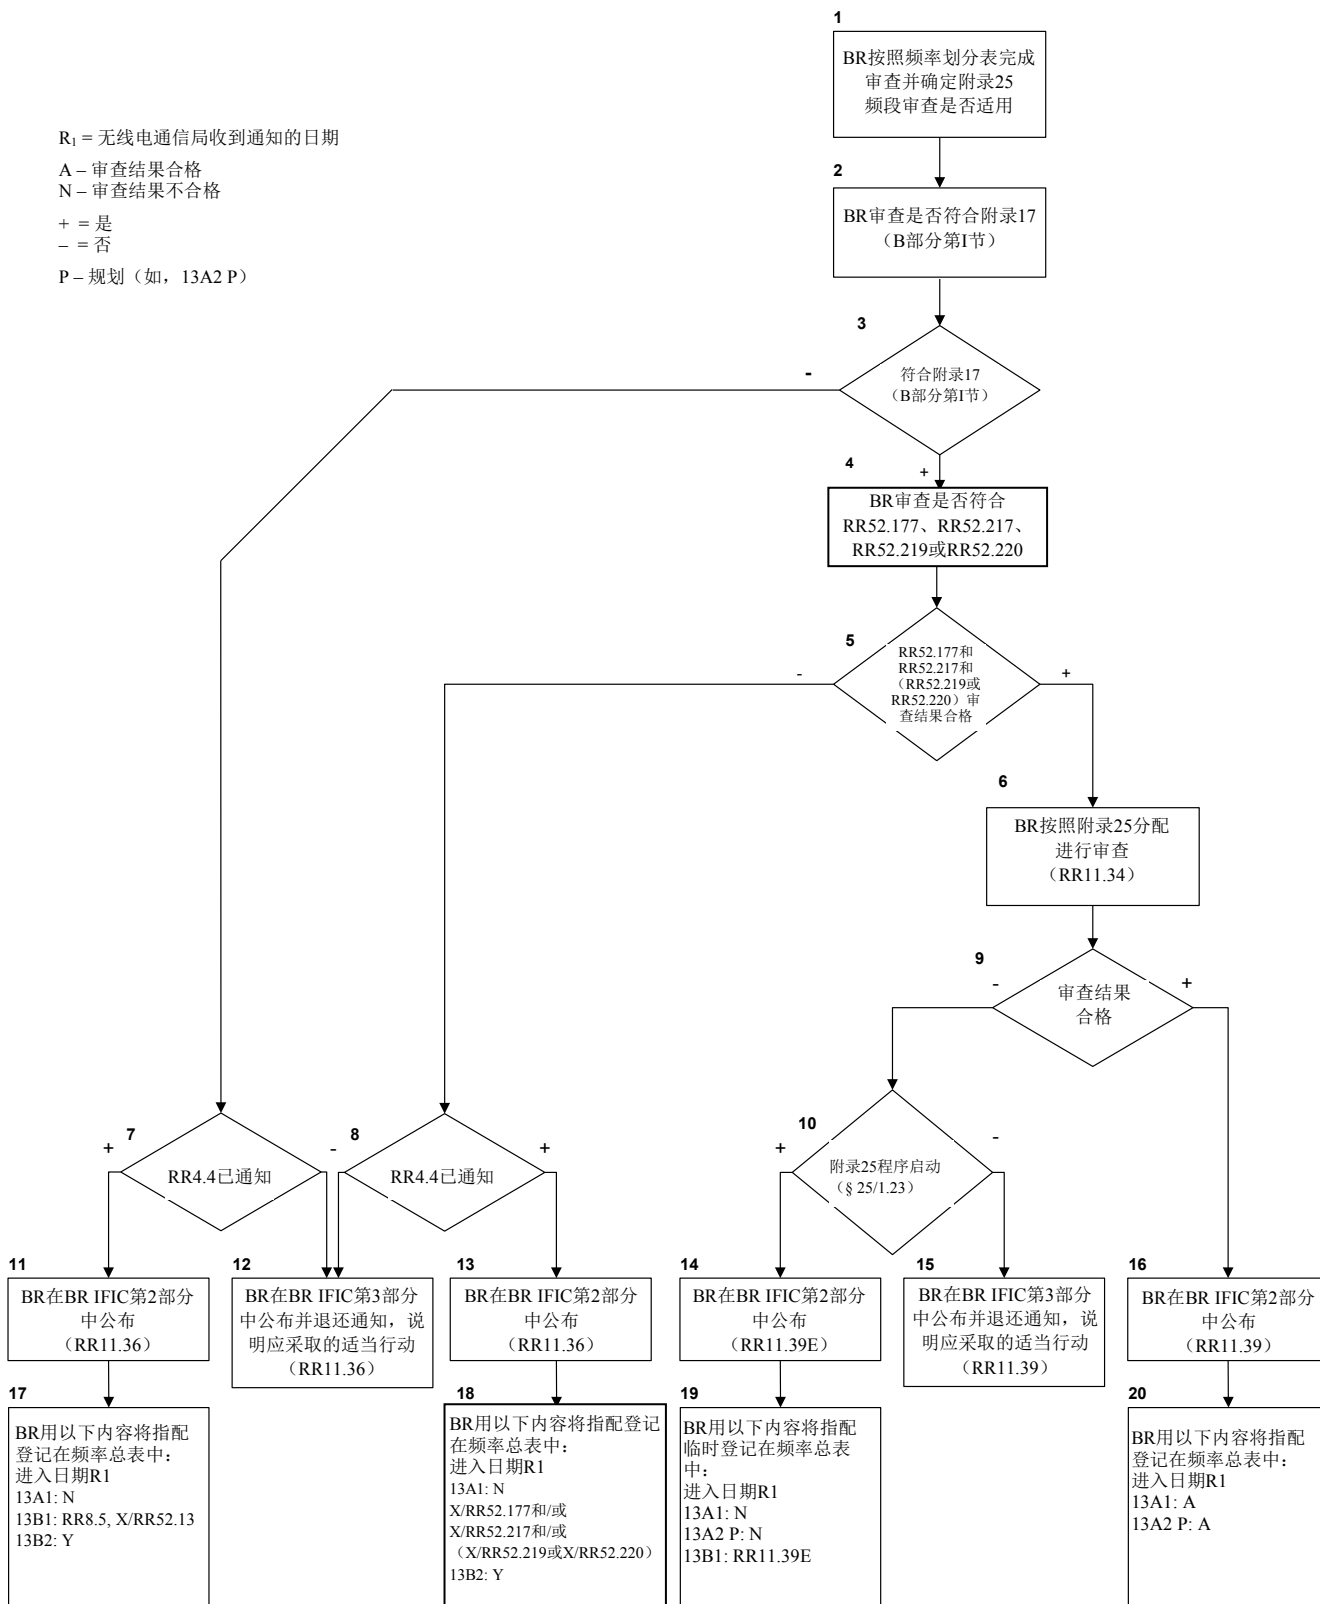 1
BR按照频率划分表完成
审查并确定附录25
频段审查是否适用
R1 = 无线电通信局收到通知的日期
A – 审查结果合格
N – 审查结果不合格
+ = 是
– = 否
P – 规划（如，13A2 P）
2
BR审查是否符合附录17
（B部分第I节）
3
符合附录17
（B部分第I节）
-
+
4
BR审查是否符合
RR52.177、RR52.217、
RR52.219或RR52.220
5
RR52.177和
RR52.217和
（RR52.219或
RR52.220）审
查结果合格
-
+
6
BR按照附录25分配
进行审查
（RR11.34）
9
审查结果
合格
-
+
7
RR4.4已通知
+
-
8
RR4.4已通知
+
10
附录25程序启动
（§ 25/1.23）
+
-
11
BR在BR IFIC第2部分
中公布
（RR11.36）
12
BR在BR IFIC第3部分
中公布并退还通知，说
明应采取的适当行动
（RR11.36）
13
BR在BR IFIC第2部分
中公布
（RR11.36）
14
BR在BR IFIC第2部分
中公布
（RR11.39E）
15
BR在BR IFIC第3部分
中公布并退还通知，说
明应采取的适当行动
（RR11.39）
16
BR在BR IFIC第2部分
中公布
（RR11.39）
17
BR用以下内容将指配
登记在频率总表中：
进入日期R1
13A1: N
13B1: RR8.5, X/RR52.13
13B2: Y
18
BR用以下内容将指配登记
在频率总表中：
进入日期R1
13A1: N
X/RR52.177和/或
X/RR52.217和/或
（X/RR52.219或X/RR52.220）
13B2: Y
19
BR用以下内容将指配
临时登记在频率总表
中：
进入日期R1
13A1: N
13A2 P: N
13B1: RR11.39E
20
BR用以下内容将指配
登记在频率总表中：
进入日期R1
13A1: A
13A2 P: A